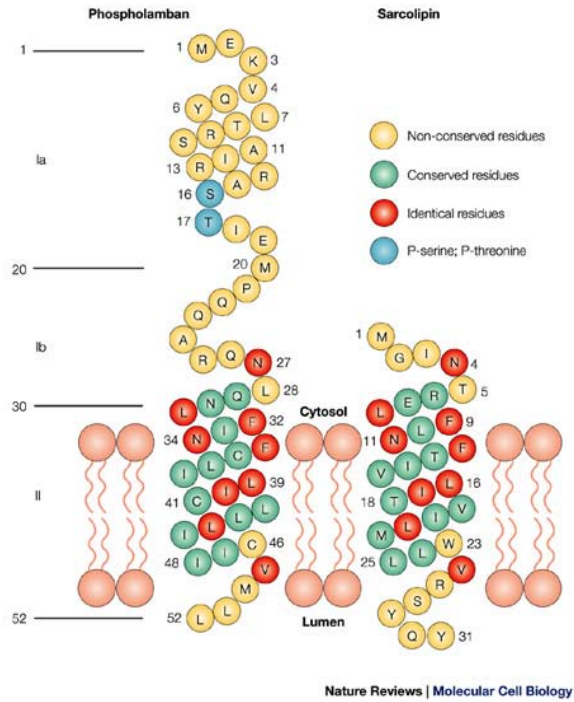 Phospholamban
Sarcolipin
1
1 M E K 3
V 4
6 Y Q L 7
S R T A 11
13 R I R
16 S A
17 T I E
20 M
P
Q Q
A
R Q N 27
L 28
L N Q
F 32
34 N I F
I L C
L 39
41 C I L
I L L
C 46
48 I I V
M
52 L L
1
Ia
20
Ib
30
II
52
Non-conserved residues
Conserved residues
Identical residues
P-serine; P-threonine
1 M
G I N 4
T 5
L E R
F 9
11 N L F
V I T
L 16
18 T I V
M L I
W 23
25 L L V
R
Y S
Q Y 31
Cytosol
Lumen
Nature Reviews | Molecular Cell Biology